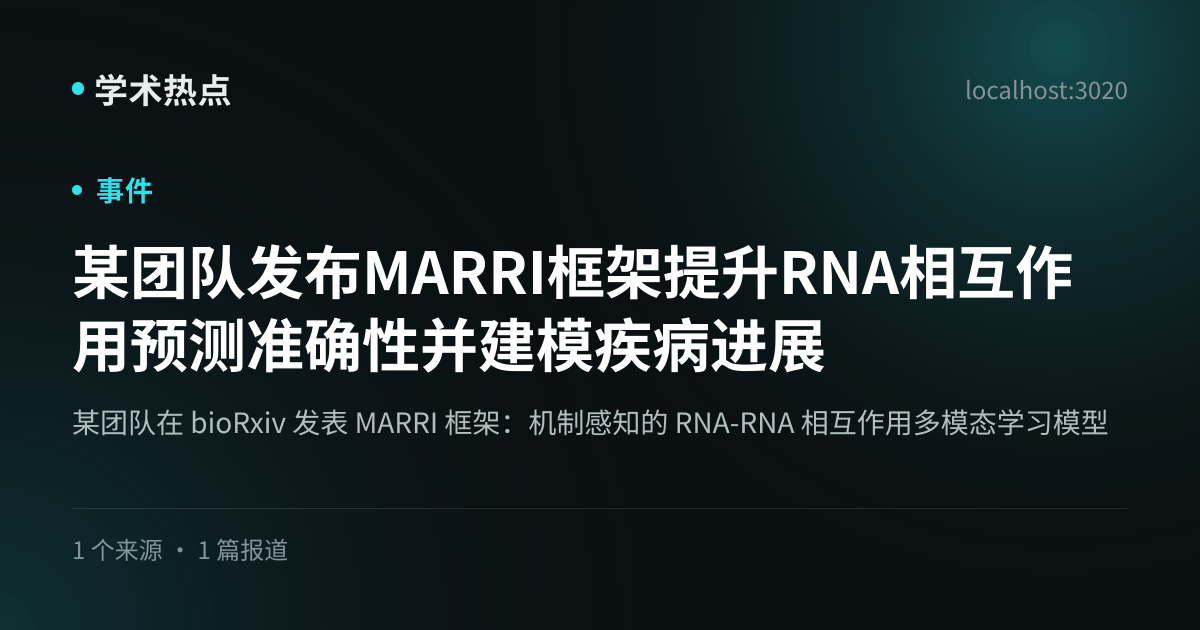 学术热点
localhost:3020
事件
某团队发布MARRI框架提升RNA相互作
用预测准确性并建模疾病进展
某团队在 bioRxiv 发表 MARRI 框架：机制感知的 RNA-RNA 相互作用多模态学习模型
1 个来源 · 1 篇报道